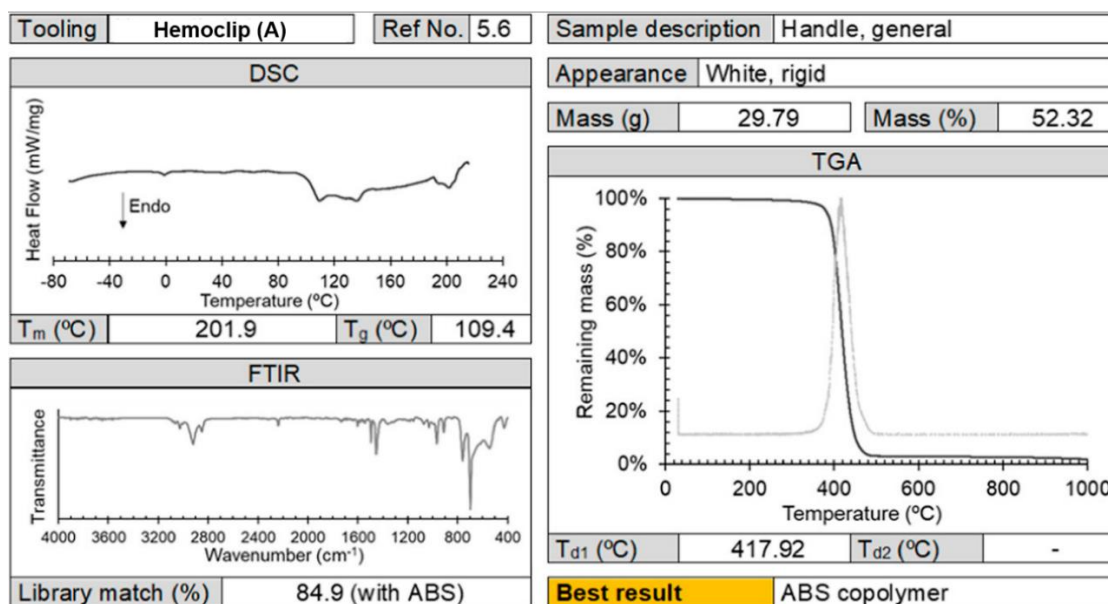 Tooling Hemoclip (A) Ref No. 5.6
DSC
Heat Flow (mW/mg)
Endo
-80 -40 0 40 80 120 160 200 240
Temperature (ºC)
Tm (ºC) 201.9 Tg (ºC) 109.4
FTIR
Transmittance
4000 3600 3200 2800 2400 2000 1600 1200 800 400
Wavenumber (cm-1)
Library match (%) 84.9 (with ABS)
Sample description Handle, general
Appearance White, rigid
Mass (g) 29.79 Mass (%) 52.32
TGA
Remaining mass (%)
100%
80%
60%
40%
20%
0%
0 200 400 600 800 1000
Temperature (ºC)
Td1 (ºC) 417.92 Td2 (ºC) -
Best result ABS copolymer